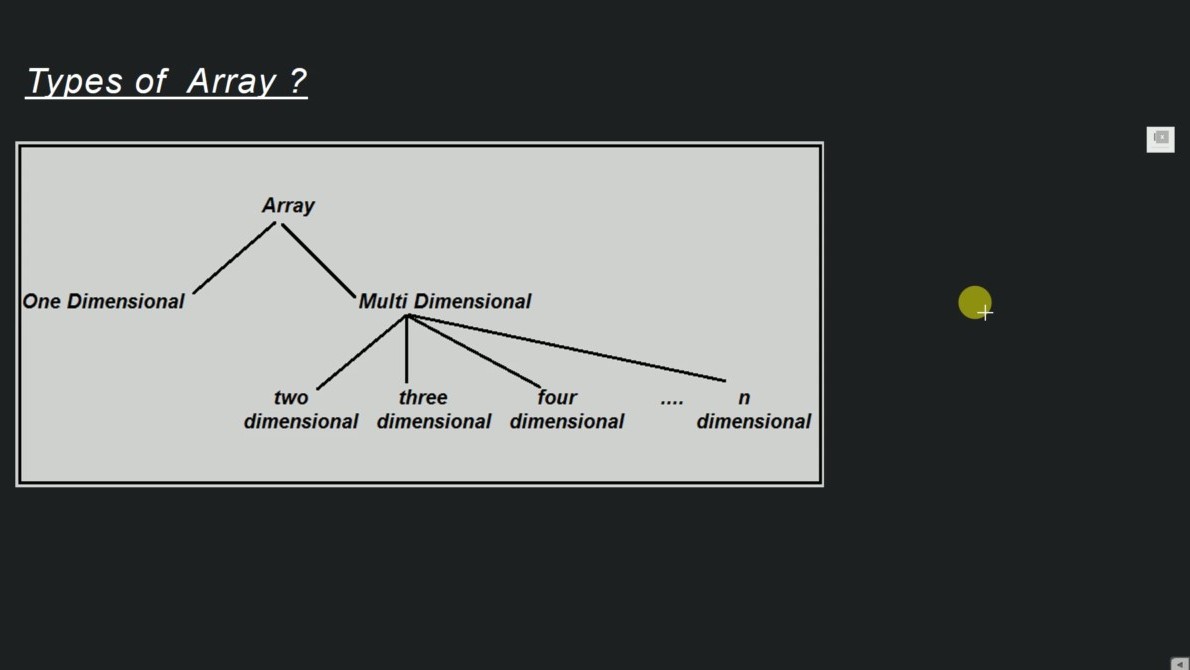 Types of Array ?
Array
One Dimensional
Multi Dimensional
two three four .... n
dimensional dimensional dimensional dimensional